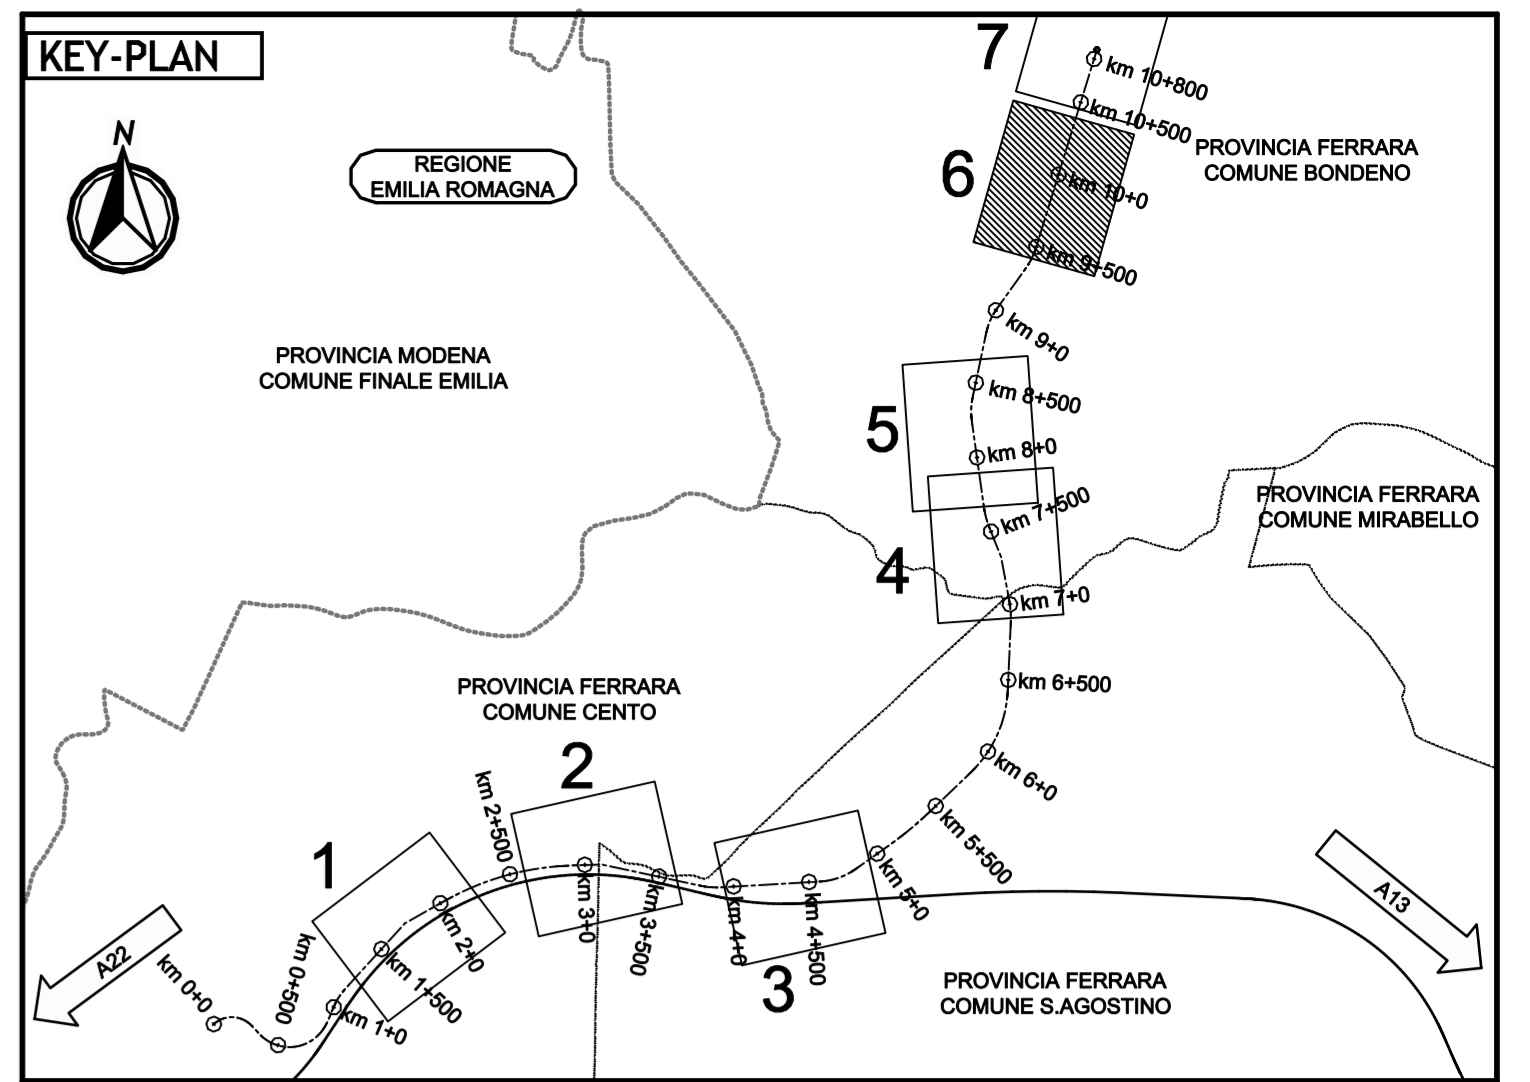 KEY-PLAN
N
REGIONE
EMILIA ROMAGNA
7
km 10+800
km 10+500
PROVINCIA FERRARA
COMUNE BONDENO
6
km 10+0
km 9+500
km 9+0
PROVINCIA MODENA
COMUNE FINALE EMILIA
km 8+500
5
km 8+0
km 7+500
PROVINCIA FERRARA
COMUNE MIRABELLO
4
km 7+0
km 6+500
PROVINCIA FERRARA
COMUNE CENTO
km 6+0
2
km 2+500
km 5+500
1
km 5+0
A13
km 3+0
km 3+500
km 4+0
km 4+500
km 2+0
km 1+500
A22
km 0+0
km 0+500
km 1+0
3
PROVINCIA FERRARA
COMUNE S.AGOSTINO